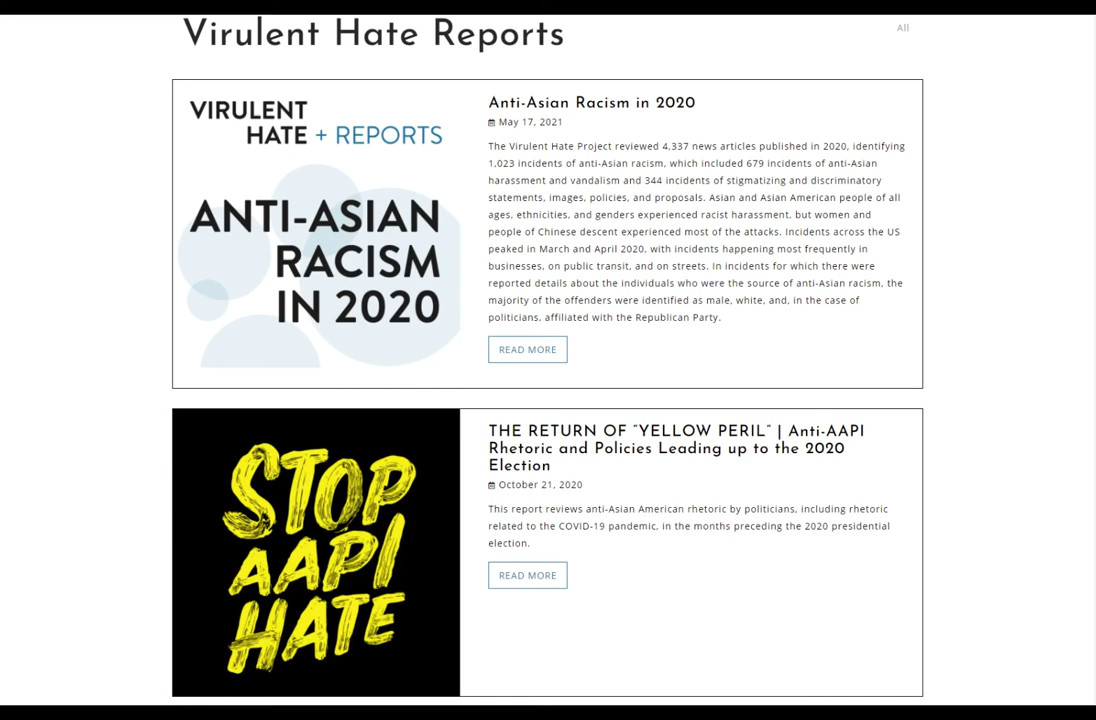 Virulent Hate Reports
All
VIRULENT
HATE + REPORTS
ANTI-ASIAN
RACISM
IN 2020
Anti-Asian Racism in 2020
May 17, 2021
The Virulent Hate Project reviewed 4,337 news articles published in 2020, identifying
1,023 incidents of anti-Asian racism, which included 679 incidents of anti-Asian
harassment and vandalism and 344 incidents of stigmatizing and discriminatory
statements, images, policies, and proposals. Asian and Asian American people of all
ages, ethnicities, and genders experienced racist harassment, but women and
people of Chinese descent experienced most of the attacks. Incidents across the US
peaked in March and April 2020, with incidents happening most frequently in
businesses, on public transit, and on streets. In incidents for which there were
reported details about the individuals who were the source of anti-Asian racism, the
majority of the offenders were identified as male, white, and, in the case of
politicians, affiliated with the Republican Party.
READ MORE
STOP
AAPI
HATE
THE RETURN OF “YELLOW PERIL” | Anti-AAPI
Rhetoric and Policies Leading up to the 2020
Election
October 21, 2020
This report reviews anti-Asian American rhetoric by politicians, including rhetoric
related to the COVID-19 pandemic, in the months preceding the 2020 presidential
election.
READ MORE